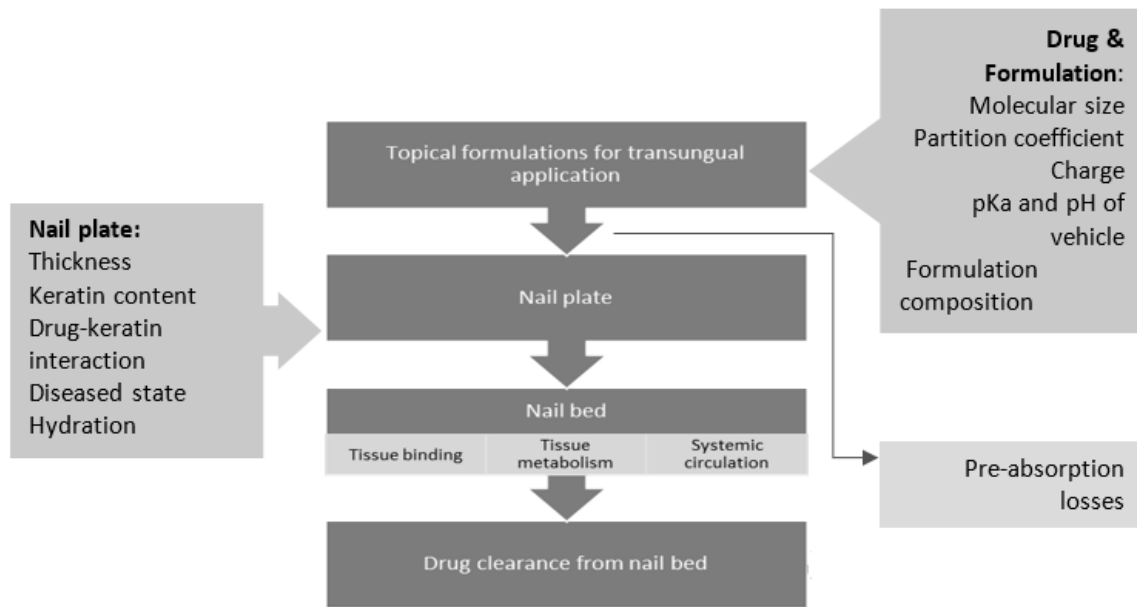 Drug &
Formulation:
Molecular size
Partition coefficient
Charge
pKa and pH of
vehicle
Formulation
composition
Topical formulations for transungual
application
Nail plate:
Thickness
Keratin content
Drug-keratin
interaction
Diseased state
Hydration
Nail plate
Nail bed
Tissue binding
Tissue
metabolism
Systemic
circulation
Pre-absorption
losses
Drug clearance from nail bed